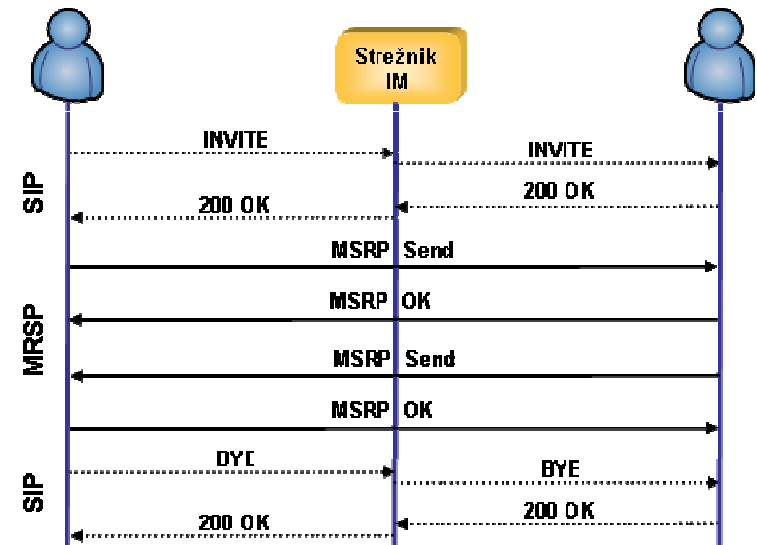 Strežnik
IM
INVITE
INVITE
SIP
200 OK
200 OK
MSRP Send
MSRP OK
MRSP
MSRP Send
MSRP OK
BYE
BYE
SIP
200 OK
200 OK